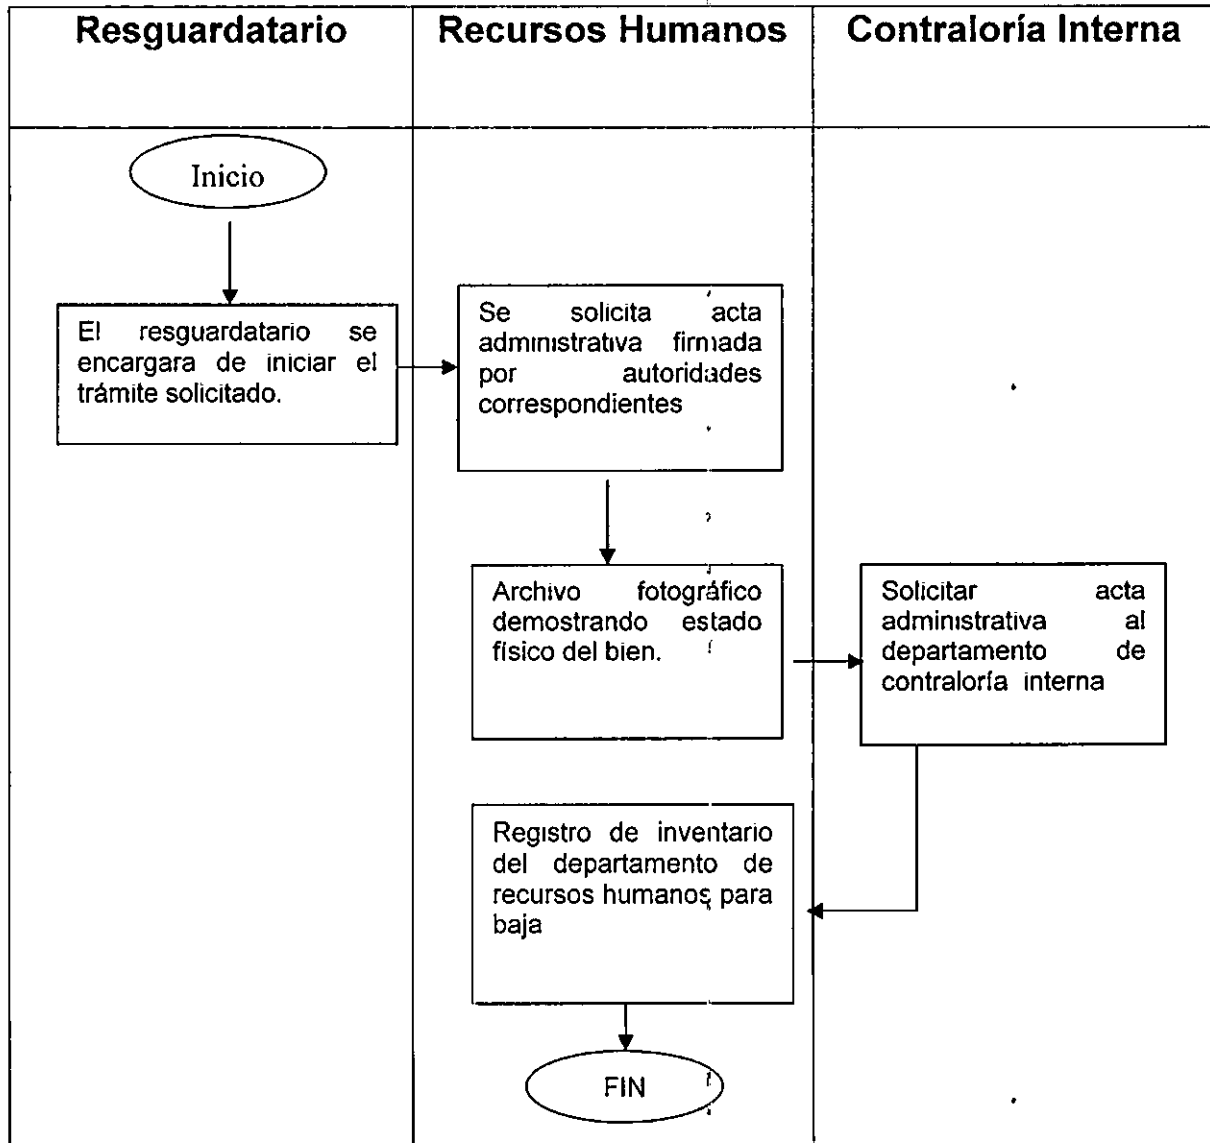 Resguardatario
Recursos Humanos
Contraloría Interna
Inicio
El resguardatario se
encargara de iniciar el
trámite solicitado.
Se solicita acta
administrativa firmada
por autoridades
correspondientes
Archivo fotográfico
demostrando estado
físico del bien.
Solicitar acta
administrativa al
departamento de
contraloría interna
Registro de inventario
del departamento de
recursos humanos para
baja
FIN